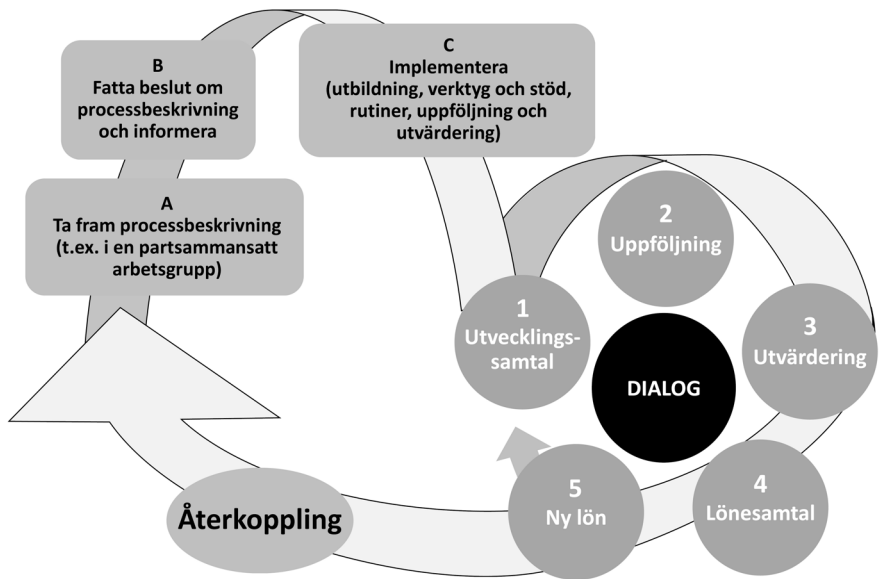 A
Ta fram processbeskrivning
(t.ex. i en partsammansatt
arbetsgrupp)
B
Fatta beslut om
processbeskrivning
och informera
C
Implementera
(utbildning, verktyg och stöd,
rutiner, uppföljning och
utvärdering)
1
Utvecklings-
samtal
2
Uppföljning
3
Utvärdering
4
Lönesamtal
5
Ny lön
DIALOG
Återkoppling